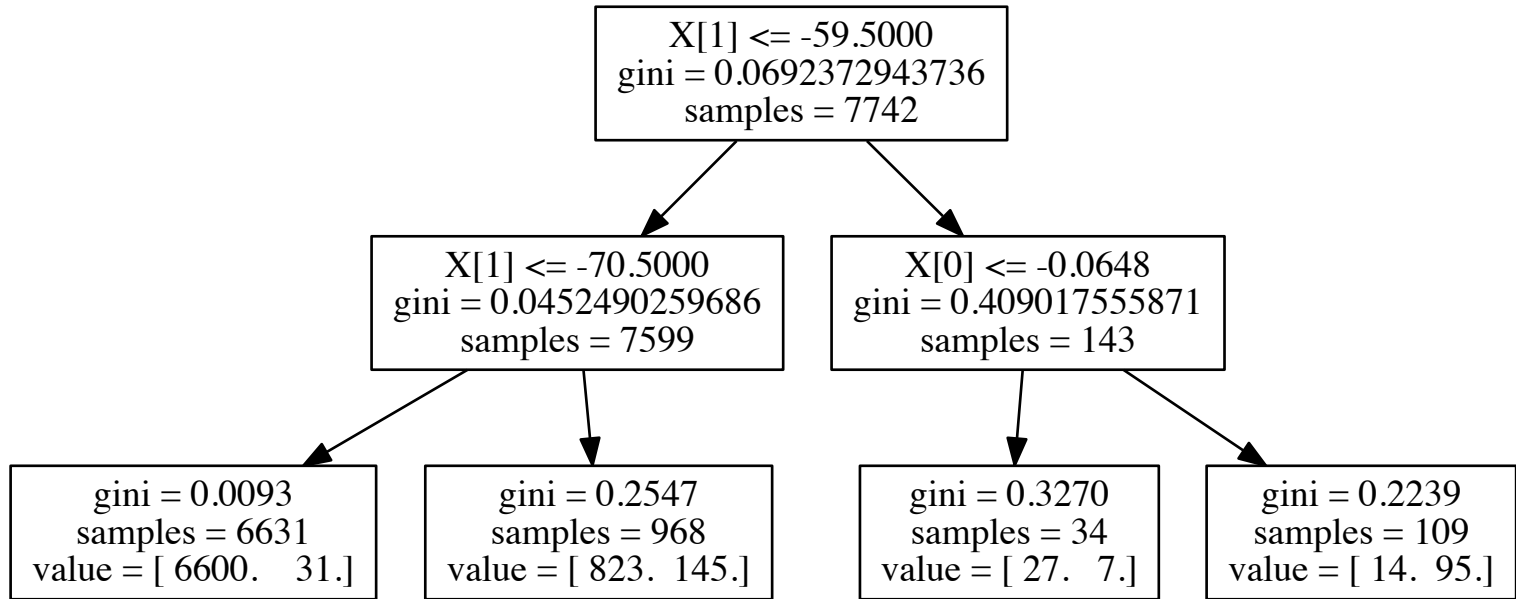 X[1] <= -59.5000
gini = 0.0692372943736
samples = 7742
X[1] <= -70.5000
gini = 0.0452490259686
samples = 7599
X[0] <= -0.0648
gini = 0.409017555871
samples = 143
gini = 0.0093
samples = 6631
value = [ 6600.    31.]
gini = 0.2547
samples = 968
value = [ 823.  145.]
gini = 0.3270
samples = 34
value = [ 27.   7.]
gini = 0.2239
samples = 109
value = [ 14.  95.]